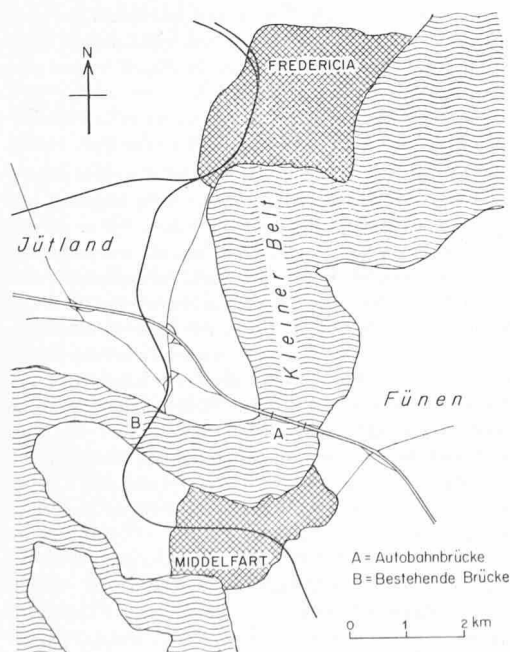 N
FREDERICIA
Jütland
Kleiner Belt
Fünen
B
A
MIDDELFART
A = Autobahnbrücke
B = Bestehende Brücke
0 1 2 km